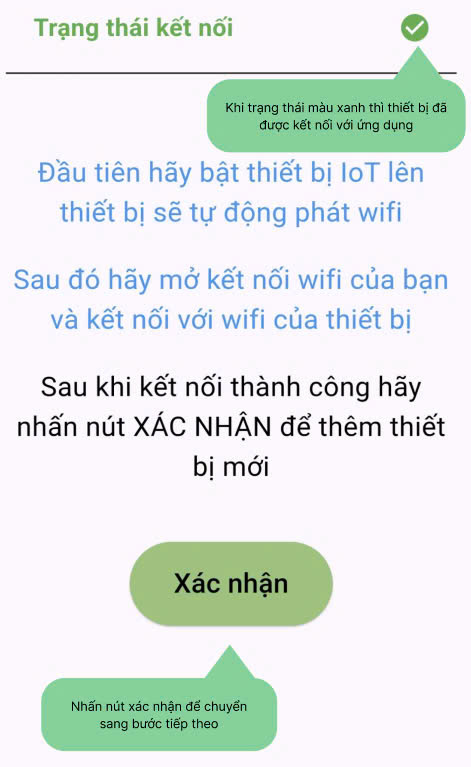 Trạng thái kết nối
Khi trạng thái màu xanh thì thiết bị đã
được kết nối với ứng dụng
Đầu tiên hãy bật thiết bị IoT lên
thiết bị sẽ tự động phát wifi
Sau đó hãy mở kết nối wifi của bạn
và kết nối với wifi của thiết bị
Sau khi kết nối thành công hãy
nhấn nút XÁC NHẬN để thêm thiết
bị mới
Xác nhận
Nhấn nút xác nhận để chuyển
sang bước tiếp theo